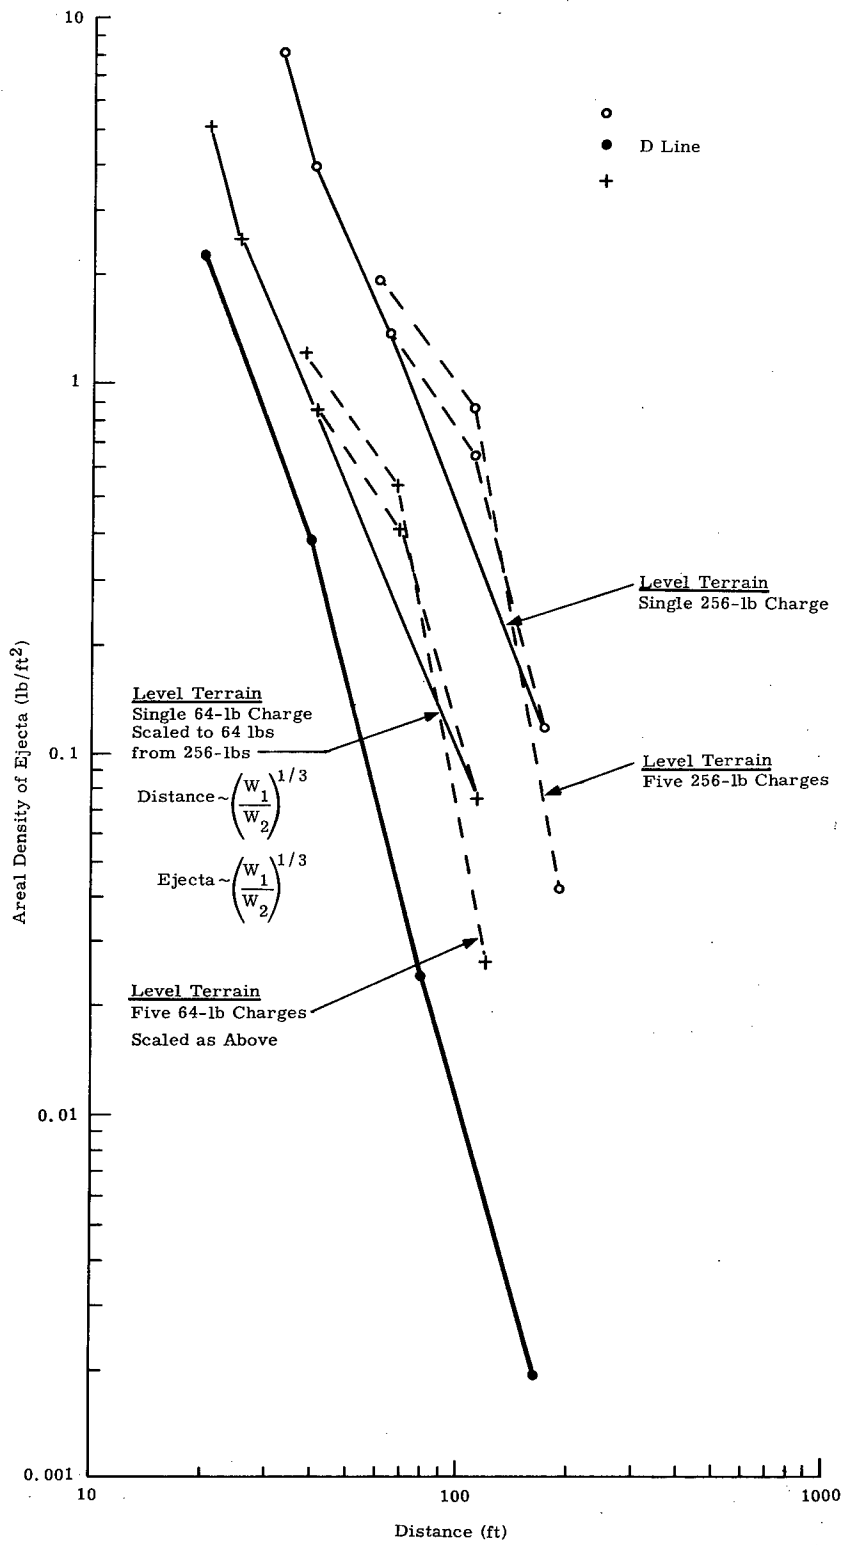 10
D Line
1
Level Terrain
Single 256-lb Charge
Areal Density of Ejecta (lb/ft2)
Level Terrain
Single 64-lb Charge
Scaled to 64 lbs
from 256-lbs
0.1
Level Terrain
Five 256-lb Charges
Distance ~ (W1/W2)1/3
Ejecta ~ (W1/W2)1/3
Level Terrain
Five 64-lb Charges
Scaled as Above
0.01
0.001
10
100
1000
Distance (ft)